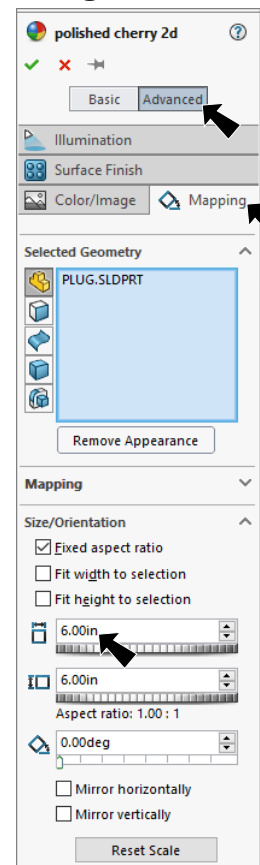 polished cherry 2d
Basic Advanced
Illumination
Surface Finish
Color/Image Mapping
Selected Geometry
PLUG.SLDPRT
Remove Appearance
Mapping
Size/Orientation
Fixed aspect ratio
Fit width to selection
Fit height to selection
6.00in
6.00in
Aspect ratio: 1.00 : 1
0.00deg
Mirror horizontally
Mirror vertically
Reset Scale